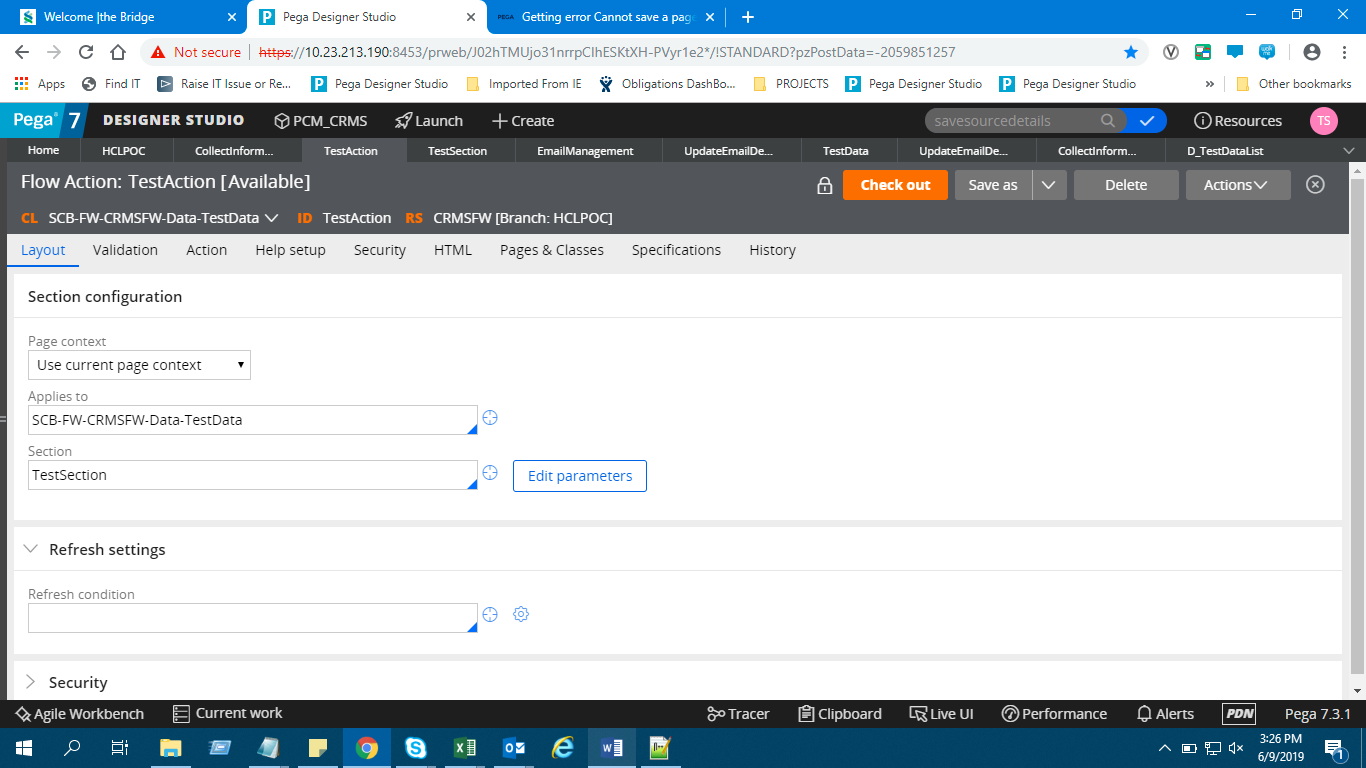 Welcome |the Bridge
Pega Designer Studio
Getting error Cannot save a pag
Not secure
https://10.23.213.190:8453/prweb/J02hTMUjo31nrrpCIhESKtXH-PVyr1e2*/!STANDARD?pzPostData=-2059851257
Apps
Find IT
Raise IT Issue or Re...
Pega Designer Studio
Imported From IE
Obligations DashBo...
PROJECTS
Pega Designer Studio
Pega Designer Studio
»
Other bookmarks
Pega 7
DESIGNER STUDIO
PCM_CRMS
Launch
Create
savesourcedetails
Resources
TS
Home
HCLPOC
CollectInform...
TestAction
TestSection
EmailManagement
UpdateEmailDe...
TestData
UpdateEmailDe...
CollectInform...
D_TestDataList
Flow Action: TestAction [Available]
Check out
Save as
Delete
Actions
CL SCB-FW-CRMSFW-Data-TestData ID TestAction RS CRMSFW [Branch: HCLPOC]
Layout
Validation
Action
Help setup
Security
HTML
Pages & Classes
Specifications
History
Section configuration
Page context
Use current page context
Applies to
SCB-FW-CRMSFW-Data-TestData
Section
TestSection
Edit parameters
Refresh settings
Refresh condition
Security
Agile Workbench
Current work
Tracer
Clipboard
Live UI
Performance
Alerts
PDN
Pega 7.3.1
3:26 PM
6/9/2019
1